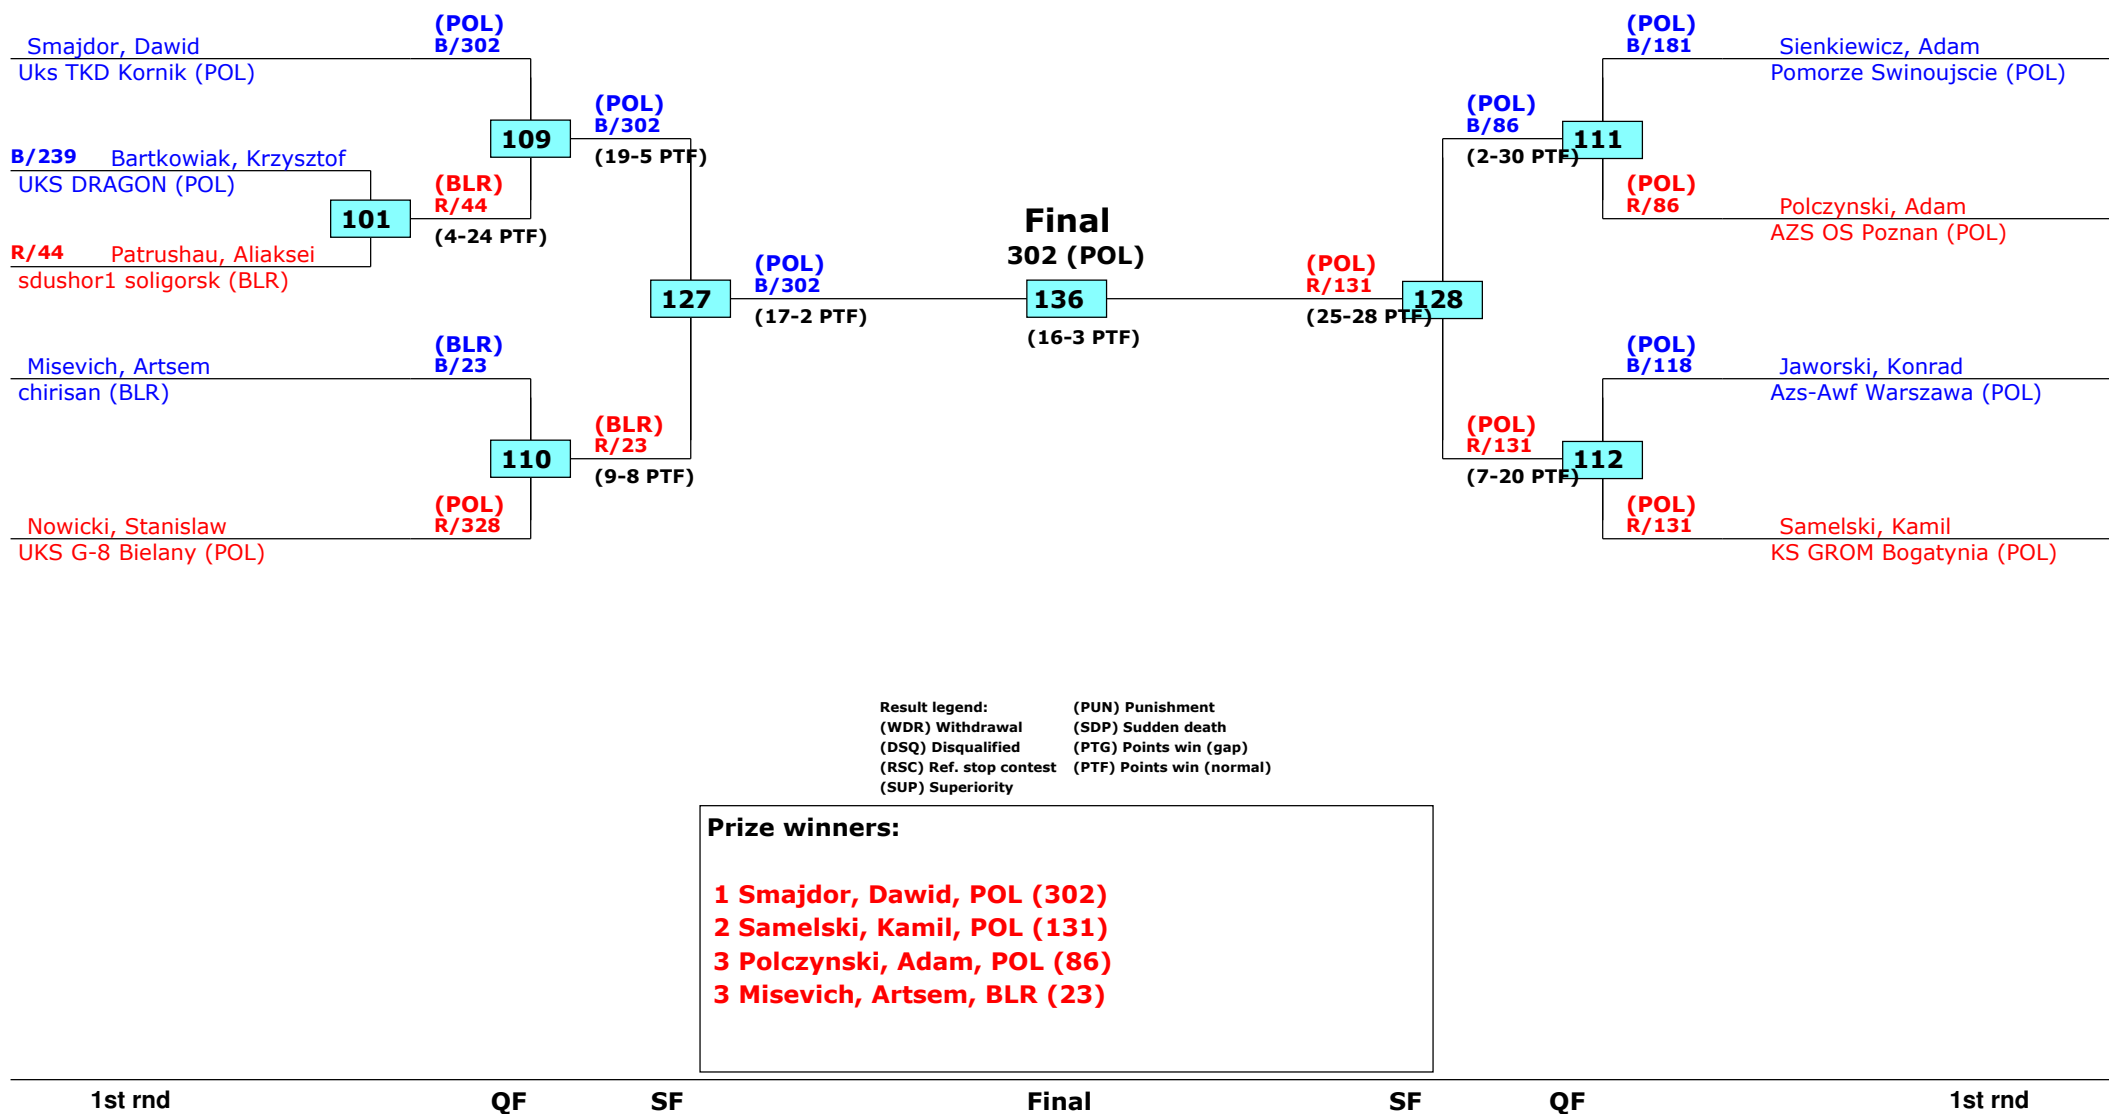 (POL)
B/302
Smajdor, Dawid
Uks TKD Kornik (POL)
109
(POL)
B/302
(19-5 PTF)
B/239 Bartkowiak, Krzysztof
UKS DRAGON (POL)
101
(BLR)
R/44
(4-24 PTF)
R/44 Patrushau, Aliaksei
sdushor1 soligorsk (BLR)
127
(POL)
B/302
(17-2 PTF)
(BLR)
B/23
Misevich, Artsem
chirisan (BLR)
110
(BLR)
R/23
(9-8 PTF)
(POL)
R/328
Nowicki, Stanislaw
UKS G-8 Bielany (POL)
Final
302 (POL)
136
(16-3 PTF)
(POL)
R/131
(25-28 PTF)
128
(POL)
B/181
Sienkiewicz, Adam
Pomorze Swinoujscie (POL)
(POL)
B/86
(2-30 PTF)
111
(POL)
R/86
Polczynski, Adam
AZS OS Poznan (POL)
(POL)
B/118
Jaworski, Konrad
Azs-Awf Warszawa (POL)
(POL)
R/131
(7-20 PTF)
112
(POL)
R/131
Samelski, Kamil
KS GROM Bogatynia (POL)
Result legend: (PUN) Punishment
(WDR) Withdrawal (SDP) Sudden death
(DSQ) Disqualified (PTG) Points win (gap)
(RSC) Ref. stop contest (PTF) Points win (normal)
(SUP) Superiority
Prize winners:
1 Smajdor, Dawid, POL (302)
2 Samelski, Kamil, POL (131)
3 Polczynski, Adam, POL (86)
3 Misevich, Artsem, BLR (23)
1st rnd QF SF Final SF QF 1st rnd